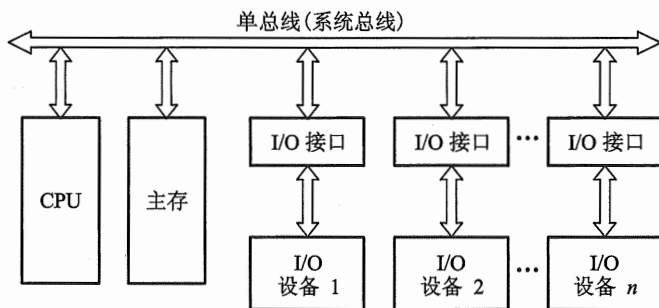 单总线(系统总线)
CPU
主存
I/O 接口
I/O 接口
···
I/O 接口
I/O
设备 1
I/O
设备 2
···
I/O
设备 n